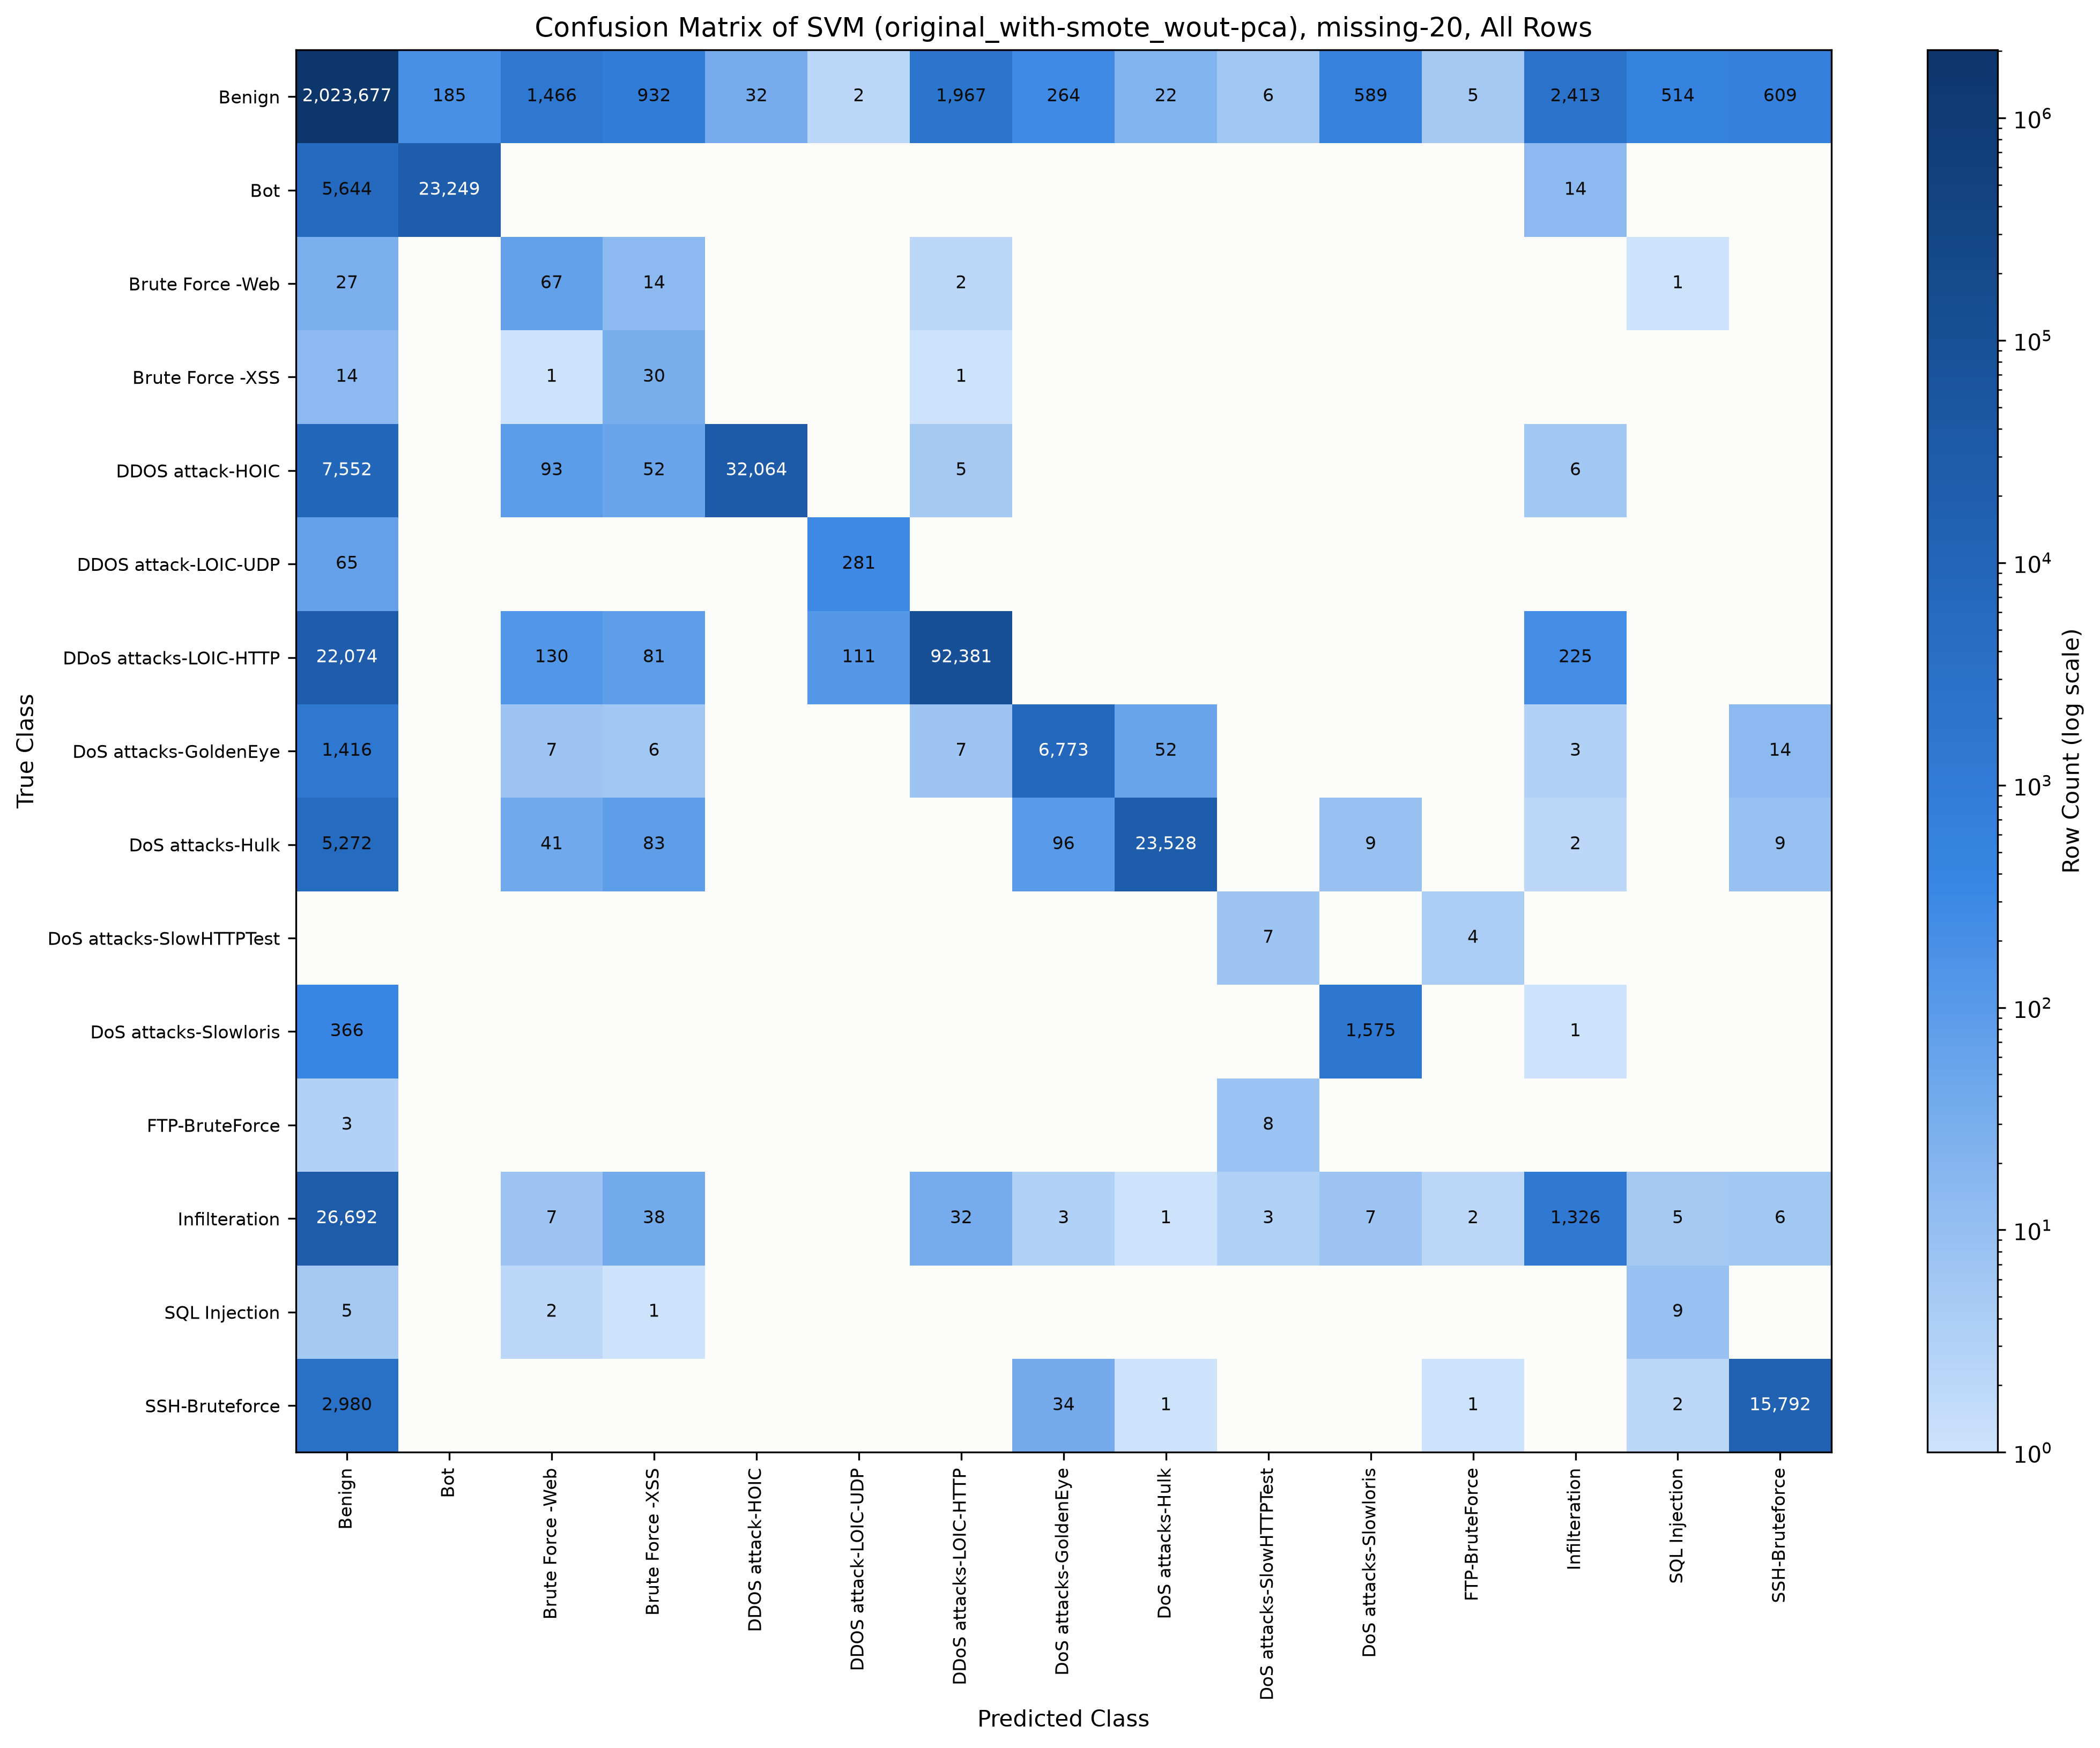 Confusion Matrix of SVM (original_with-smote_wout-pca), missing-20, All Rows
True Class
Benign 2,023,677 185 1,466 932 32 2 1,967 264 22 6 589 5 2,413 514 609
Bot 5,644 23,249 14
Brute Force -Web 27 67 14 2 1
Brute Force -XSS 14 1 30 1
DDOS attack-HOIC 7,552 93 52 32,064 5 6
DDOS attack-LOIC-UDP 65 281
DDoS attacks-LOIC-HTTP 22,074 130 81 111 92,381 225
DoS attacks-GoldenEye 1,416 7 6 7 6,773 52 3 14
DoS attacks-Hulk 5,272 41 83 96 23,528 9 2 9
DoS attacks-SlowHTTPTest 7 4
DoS attacks-Slowloris 366 1,575 1
FTP-BruteForce 3 8
Infilteration 26,692 7 38 32 3 1 3 7 2 1,326 5 6
SQL Injection 5 2 1 9
SSH-Bruteforce 2,980 34 1 1 2 15,792
Benign
Bot
Brute Force -Web
Brute Force -XSS
DDOS attack-HOIC
DDOS attack-LOIC-UDP
DDoS attacks-LOIC-HTTP
DoS attacks-GoldenEye
DoS attacks-Hulk
DoS attacks-SlowHTTPTest
DoS attacks-Slowloris
FTP-BruteForce
Infilteration
SQL Injection
SSH-Bruteforce
Predicted Class
10⁶
10⁵
10⁴
10³
10²
10¹
10⁰
Row Count (log scale)